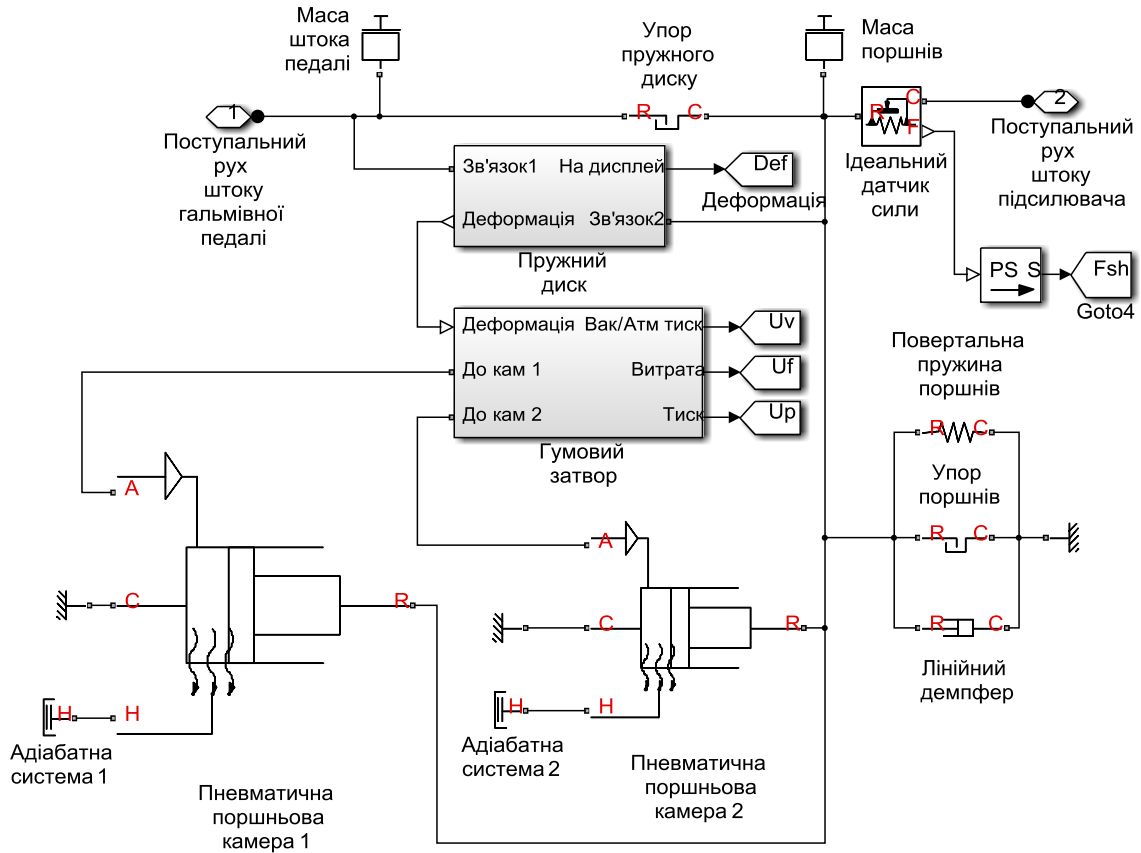 Маса
штока
педалі
Упор
пружного
диску
Маса
поршнів
1
Поступальний
рух
штоку
гальмівної
педалі
R C
R C
F
Ідеальний
датчик
сили
2
Поступальний
рух
штоку
підсилювача
Зв'язок1 На дисплей
Деформація Зв'язок2
Пружний
диск
Def
Деформація
PS S
Fsh
Goto4
Деформація Вак/Атм тиск
До кам 1 Витрата
До кам 2 Тиск
Гумовий
затвор
Uv
Uf
Up
Повертальна
пружина
поршнів
R C
Упор
поршнів
R C
R C
Лінійний
демпфер
A
C R
H H
Адіабатна
система 1
Пневматична
поршньова
камера 1
A
C R
H H
Адіабатна
система 2
Пневматична
поршньова
камера 2